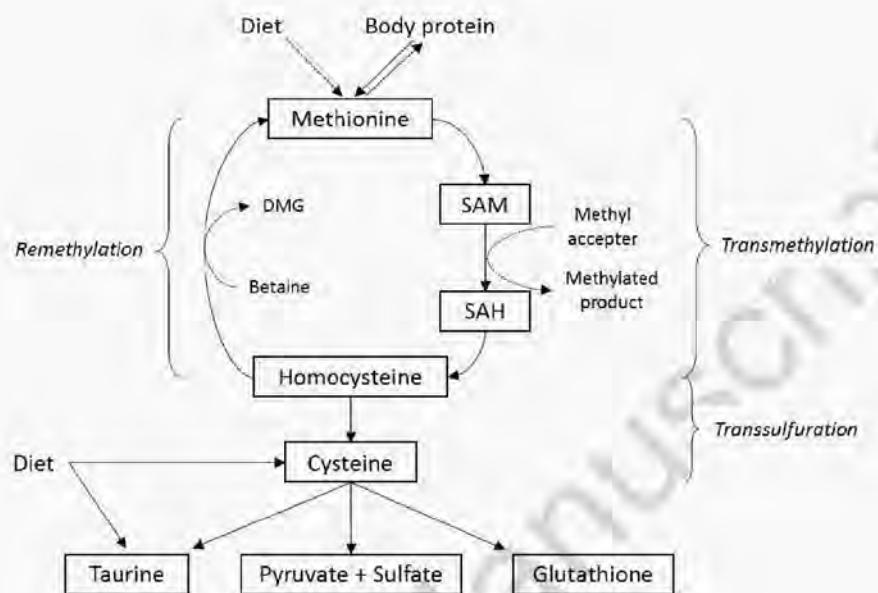 Diet
Body protein
Methionine
DMG
SAM
Methyl
accepter
Remethylation
Transmethylation
Betaine
Methylated
product
SAH
Homocysteine
Transsulfuration
Diet
Cysteine
Taurine
Pyruvate + Sulfate
Glutathione